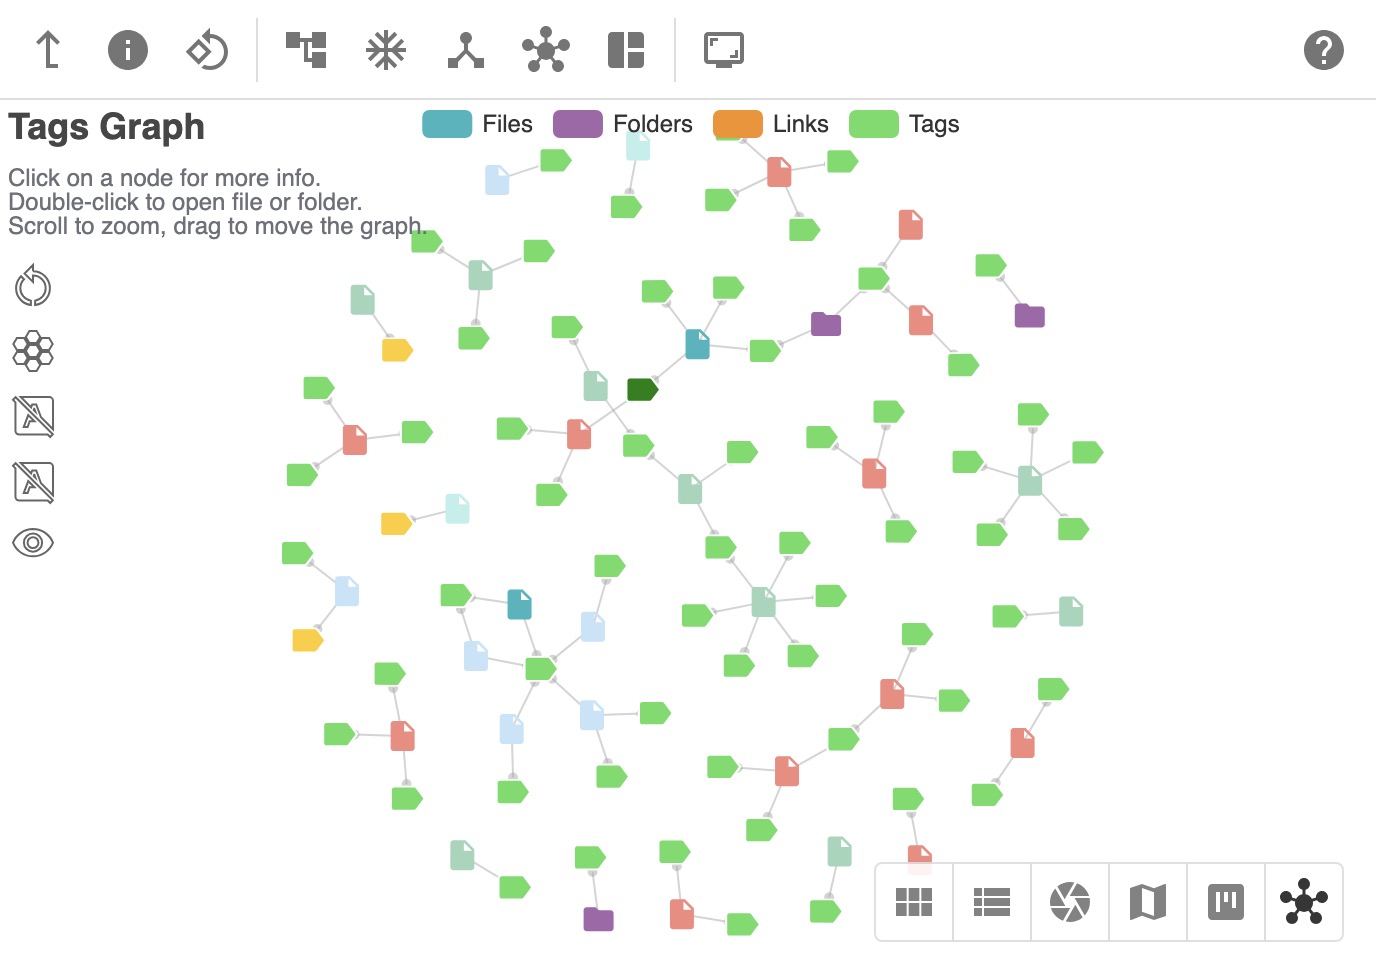 Tags Graph
Files Folders Links Tags
Click on a node for more info.
Double-click to open file or folder.
Scroll to zoom, drag to move the graph.